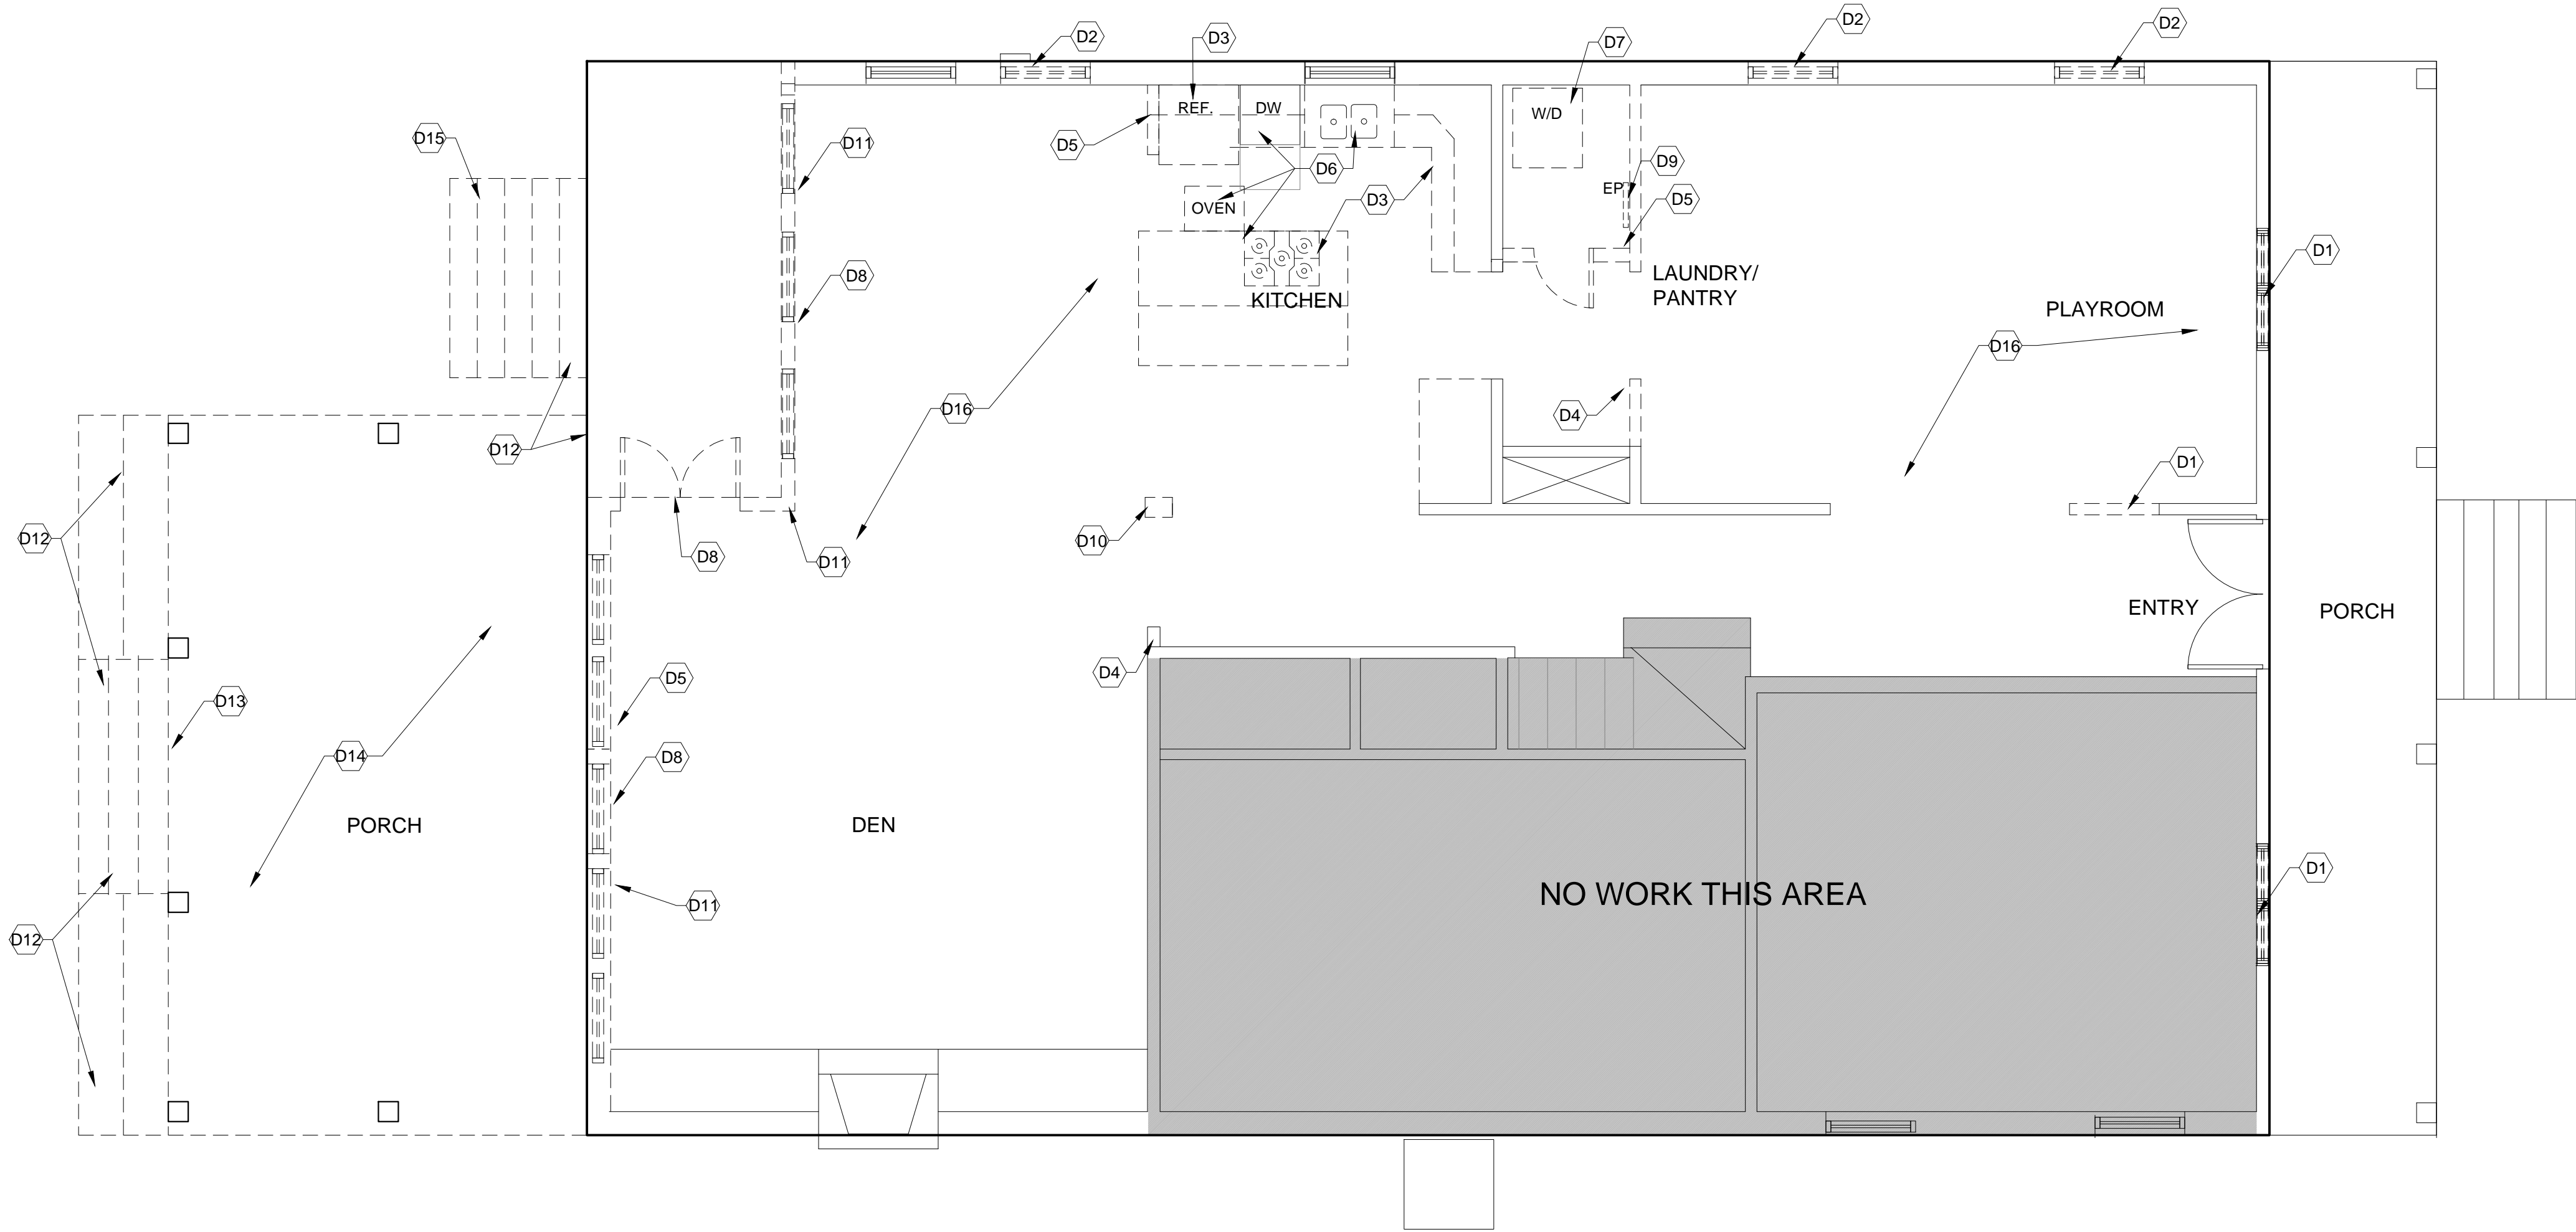 D2
D3
D7
D2
D2
D15
D5
D11
REF.
DW
D6
W/D
D9
EP
D5
OVEN
D3
D8
KITCHEN
LAUNDRY/
PANTRY
PLAYROOM
D1
D16
D16
D4
D12
D1
D12
D8
D11
D10
ENTRY
PORCH
D5
D4
D13
D14
D8
PORCH
DEN
NO WORK THIS AREA
D1
D11
D12